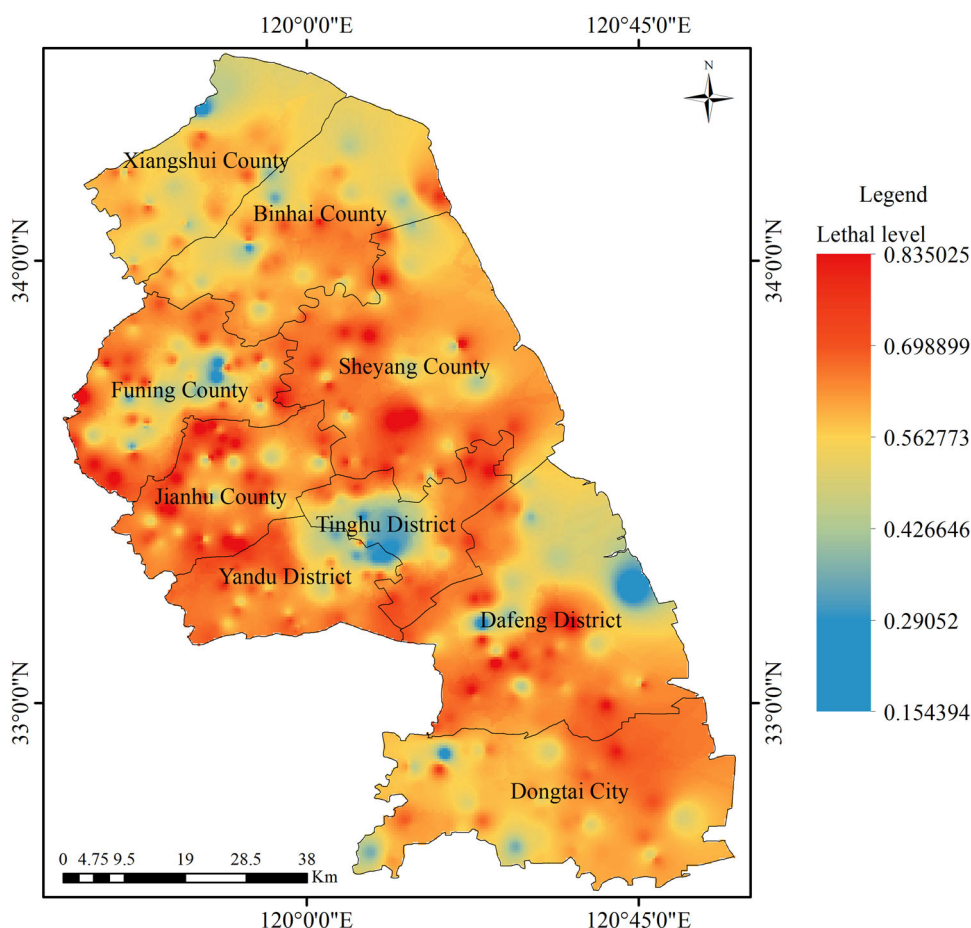 120°0'0"E 120°45'0"E
N
34°0'0"N
33°0'0"N
Xiangshui County
Binhai County
Sheyang County
Funing County
Jianhu County
Tinghu District
Yandu District
Dafeng District
Dongtai City
34°0'0"N
33°0'0"N
Legend
Lethal level
0.835025
0.698899
0.562773
0.426646
0.29052
0.154394
0 4.75 9.5 19 28.5 38
Km
120°0'0"E 120°45'0"E